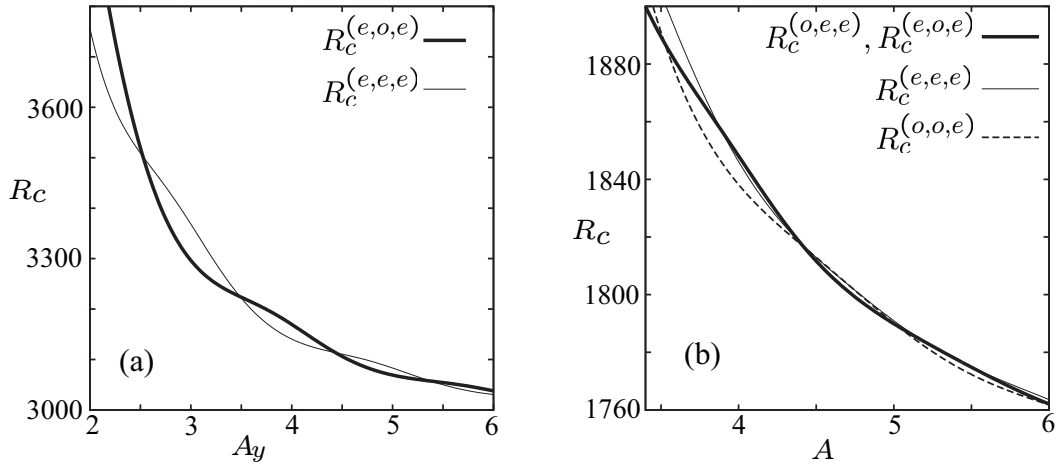 R_c^{(e,o,e)}
R_c^{(e,e,e)}
3600
R_c
3300
(a)
3000
2 3 4 5 6
A_y
R_c^{(o,e,e)}, R_c^{(e,o,e)}
1880
R_c^{(e,e,e)}
R_c^{(o,o,e)}
1840
R_c
1800
(b)
1760
4 5 6
A